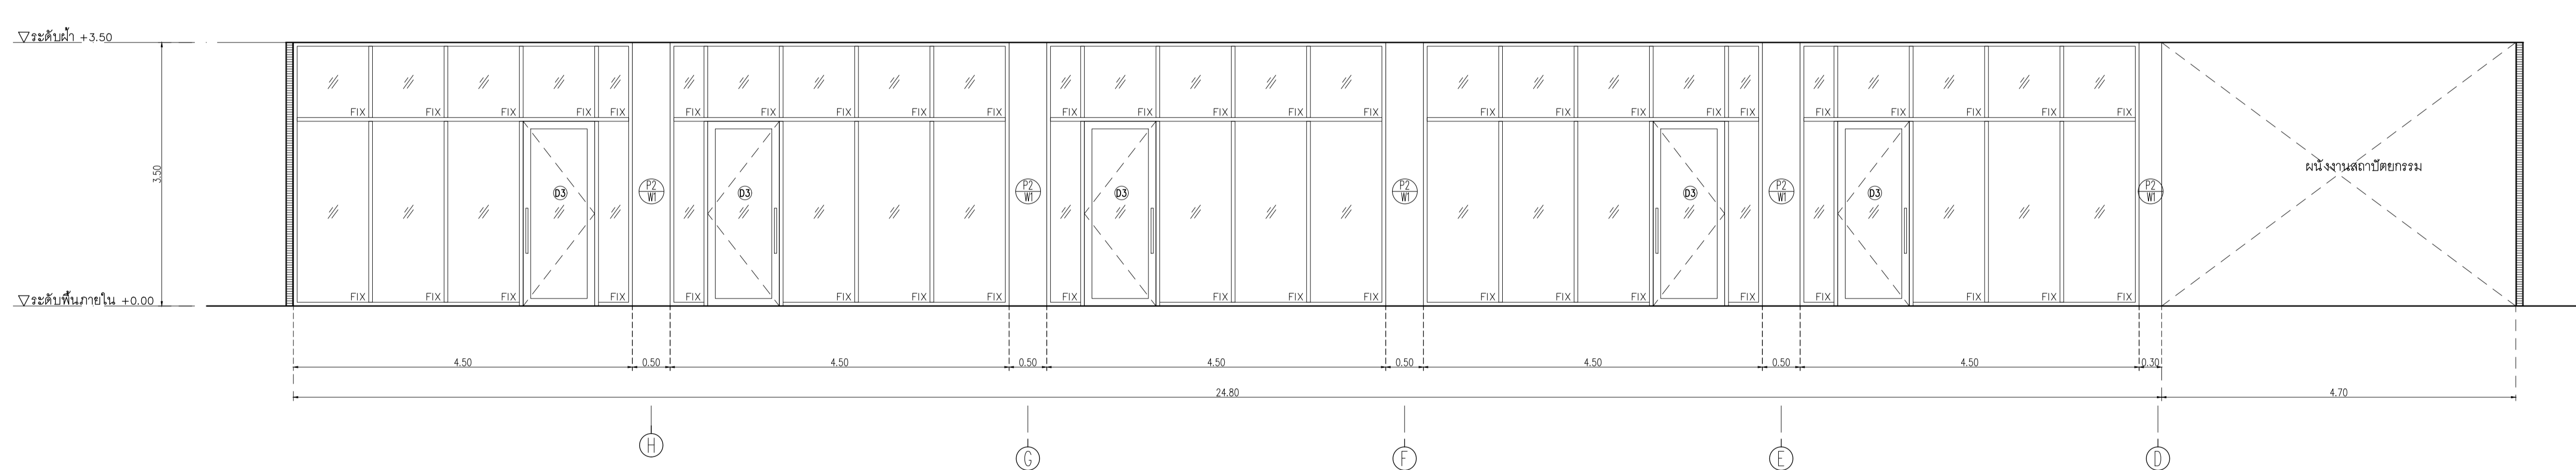 ระดับฝ้า +3.50
FIX FIX FIX FIX FIX FIX FIX FIX FIX FIX FIX FIX FIX FIX FIX FIX FIX FIX FIX FIX FIX FIX FIX FIX FIX
3.50
ผนังงานสถาปัตยกรรม
D3 P2 D3 P2 D3 P2 D3 P2 D3 P2
W1 W1 W1 W1 W1
ระดับพื้นภายใน +0.00
FIX FIX FIX FIX FIX FIX FIX FIX FIX FIX FIX FIX FIX FIX FIX FIX FIX FIX FIX FIX
4.50 0.50 4.50 0.50 4.50 0.50 4.50 0.50 4.50 0.30
24.80 4.70
H G F E D